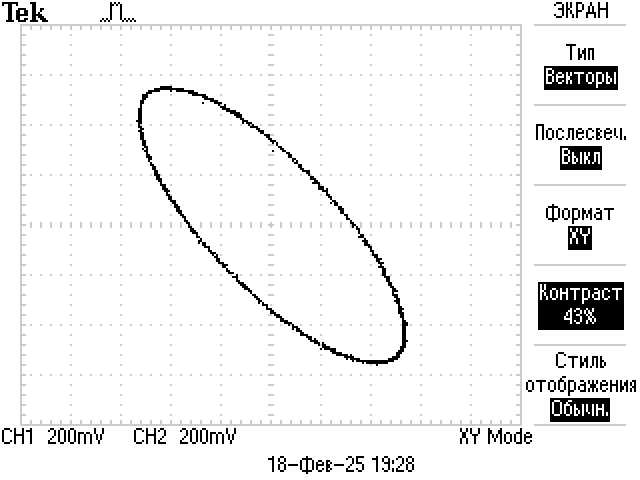 Tek
ЭКРАН
Тип
Векторы
Послесвеч.
Выкл
Формат
XY
Контраст
43%
Стиль
отображения
Обычн.
CH1 200mV CH2 200mV XY Mode
18-Фев-25 19:28